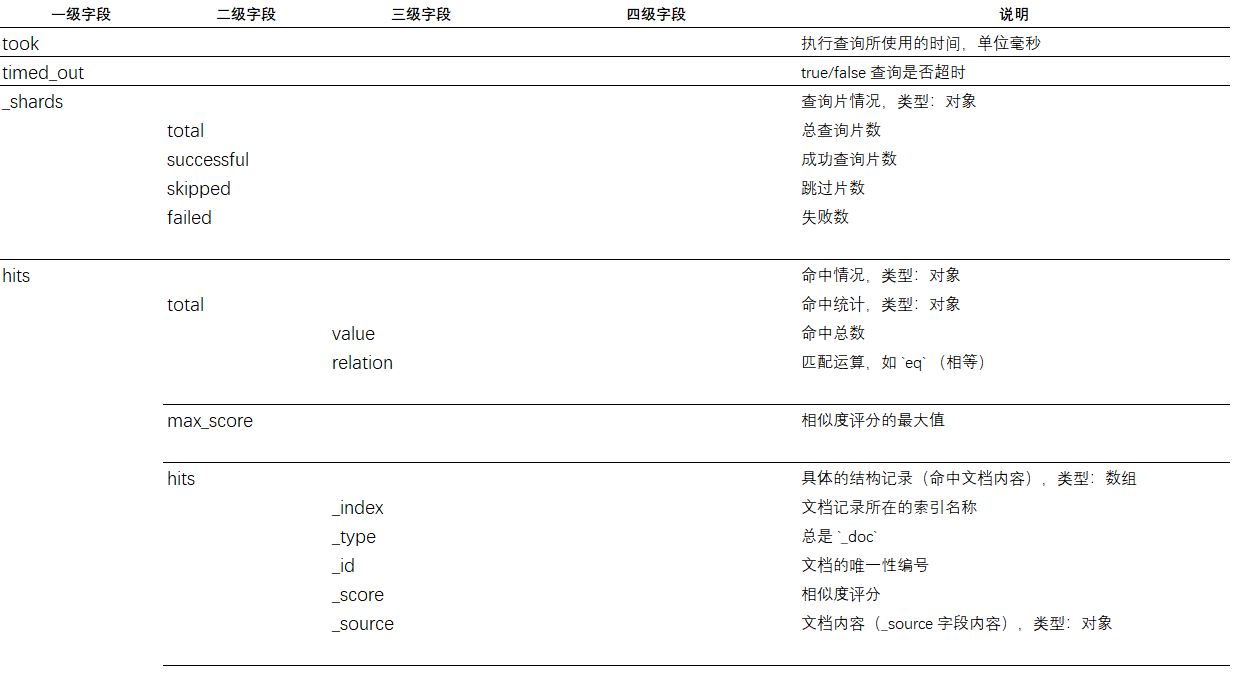 一级字段 二级字段 三级字段 四级字段 说明
took 执行查询所使用的时间，单位毫秒
timed_out true/false 查询是否超时
_shards 查询片情况，类型：对象
total 总查询片数
successful 成功查询片数
skipped 跳过片数
failed 失败数
hits 命中情况，类型：对象
total 命中统计，类型：对象
value 命中总数
relation 匹配运算，如 `eq` （相等）
max_score 相似度评分的最大值
hits 具体的结构记录（命中文档内容），类型：数组
_index 文档记录所在的索引名称
_type 总是 `_doc`
_id 文档的唯一性编号
_score 相似度评分
_source 文档内容（_source 字段内容），类型：对象